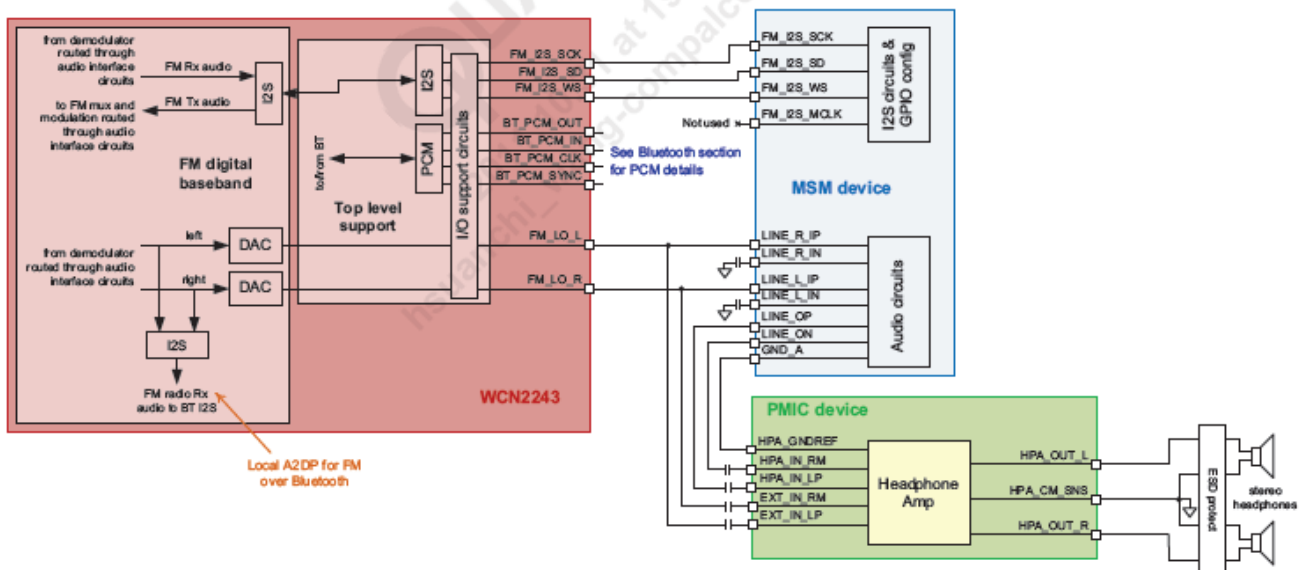 from demodulator
routed through
audio interface
circuits
FM Rx audio
to FM mux and
modulation routed
through audio
interface circuits
FM Tx audio
I2S
FM digital
baseband
from demodulator
routed through audio
interface circuits
left
right
DAC
DAC
I2S
FM radio Rx
audio to BT I2S
Local A2DP for FM
over Bluetooth
I2S
to/from BT
PCM
Top level
support
I/O support circuits
FM_I2S_SCK
FM_I2S_SD
FM_I2S_WS
BT_PCM_OUT
BT_PCM_IN
BT_PCM_CLK
BT_PCM_SYNC
FM_LO_L
FM_LO_R
WCN2243
See Bluetooth section
for PCM details
Not used
FM_I2S_SCK
FM_I2S_SD
FM_I2S_WS
FM_I2S_MCLK
I2S circuits &
GPIO config
MSM device
LINE_R_IP
LINE_R_IN
LINE_L_IP
LINE_L_IN
LINE_OP
LINE_ON
GND_A
Audio circuits
PMIC device
HPA_GNDREF
HPA_IN_RM
HPA_IN_LP
EXT_IN_RM
EXT_IN_LP
Headphone
Amp
HPA_OUT_L
HPA_CM_SNS
HPA_OUT_R
ESD protect
stereo
headphones